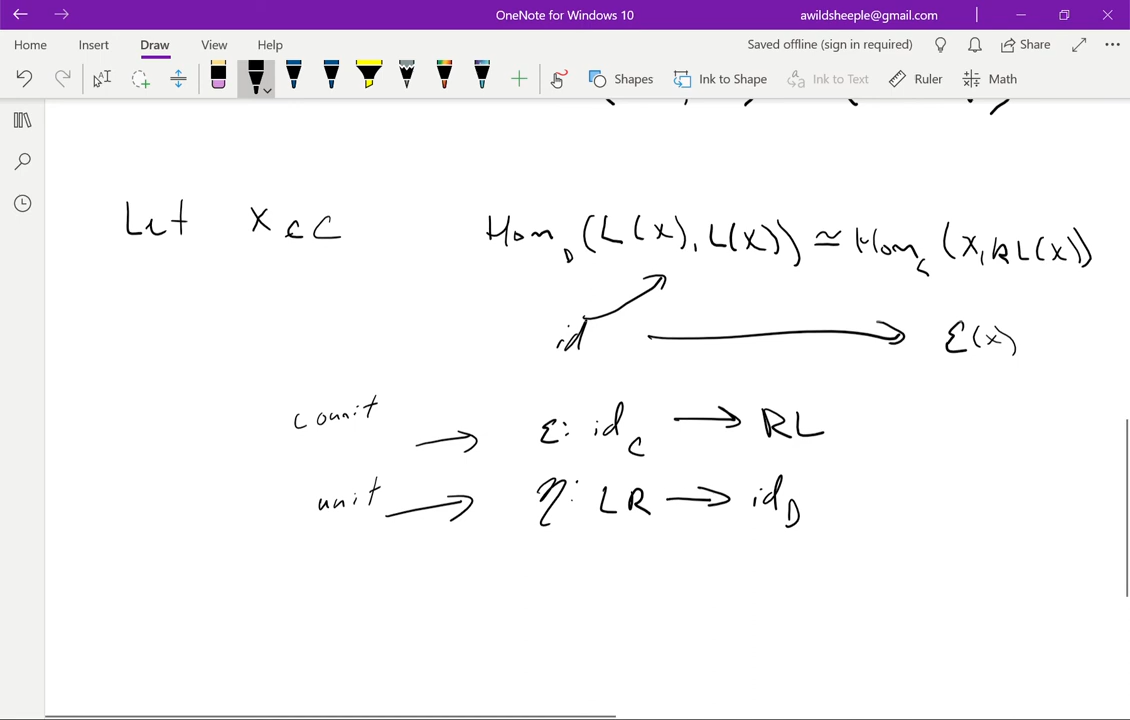 OneNote for Windows 10 awildsheeple@gmail.com
Home Insert Draw View Help Saved offline (sign in required) Share
Shapes Ink to Shape Ink to Text Ruler Math
Let x ∈ C Hom_D (L(x), L(x)) ≃ Hom_C (x, RL(x))
id ⟶ ε(x)
counit → ε: id_C → RL
unit → η: LR → id_D